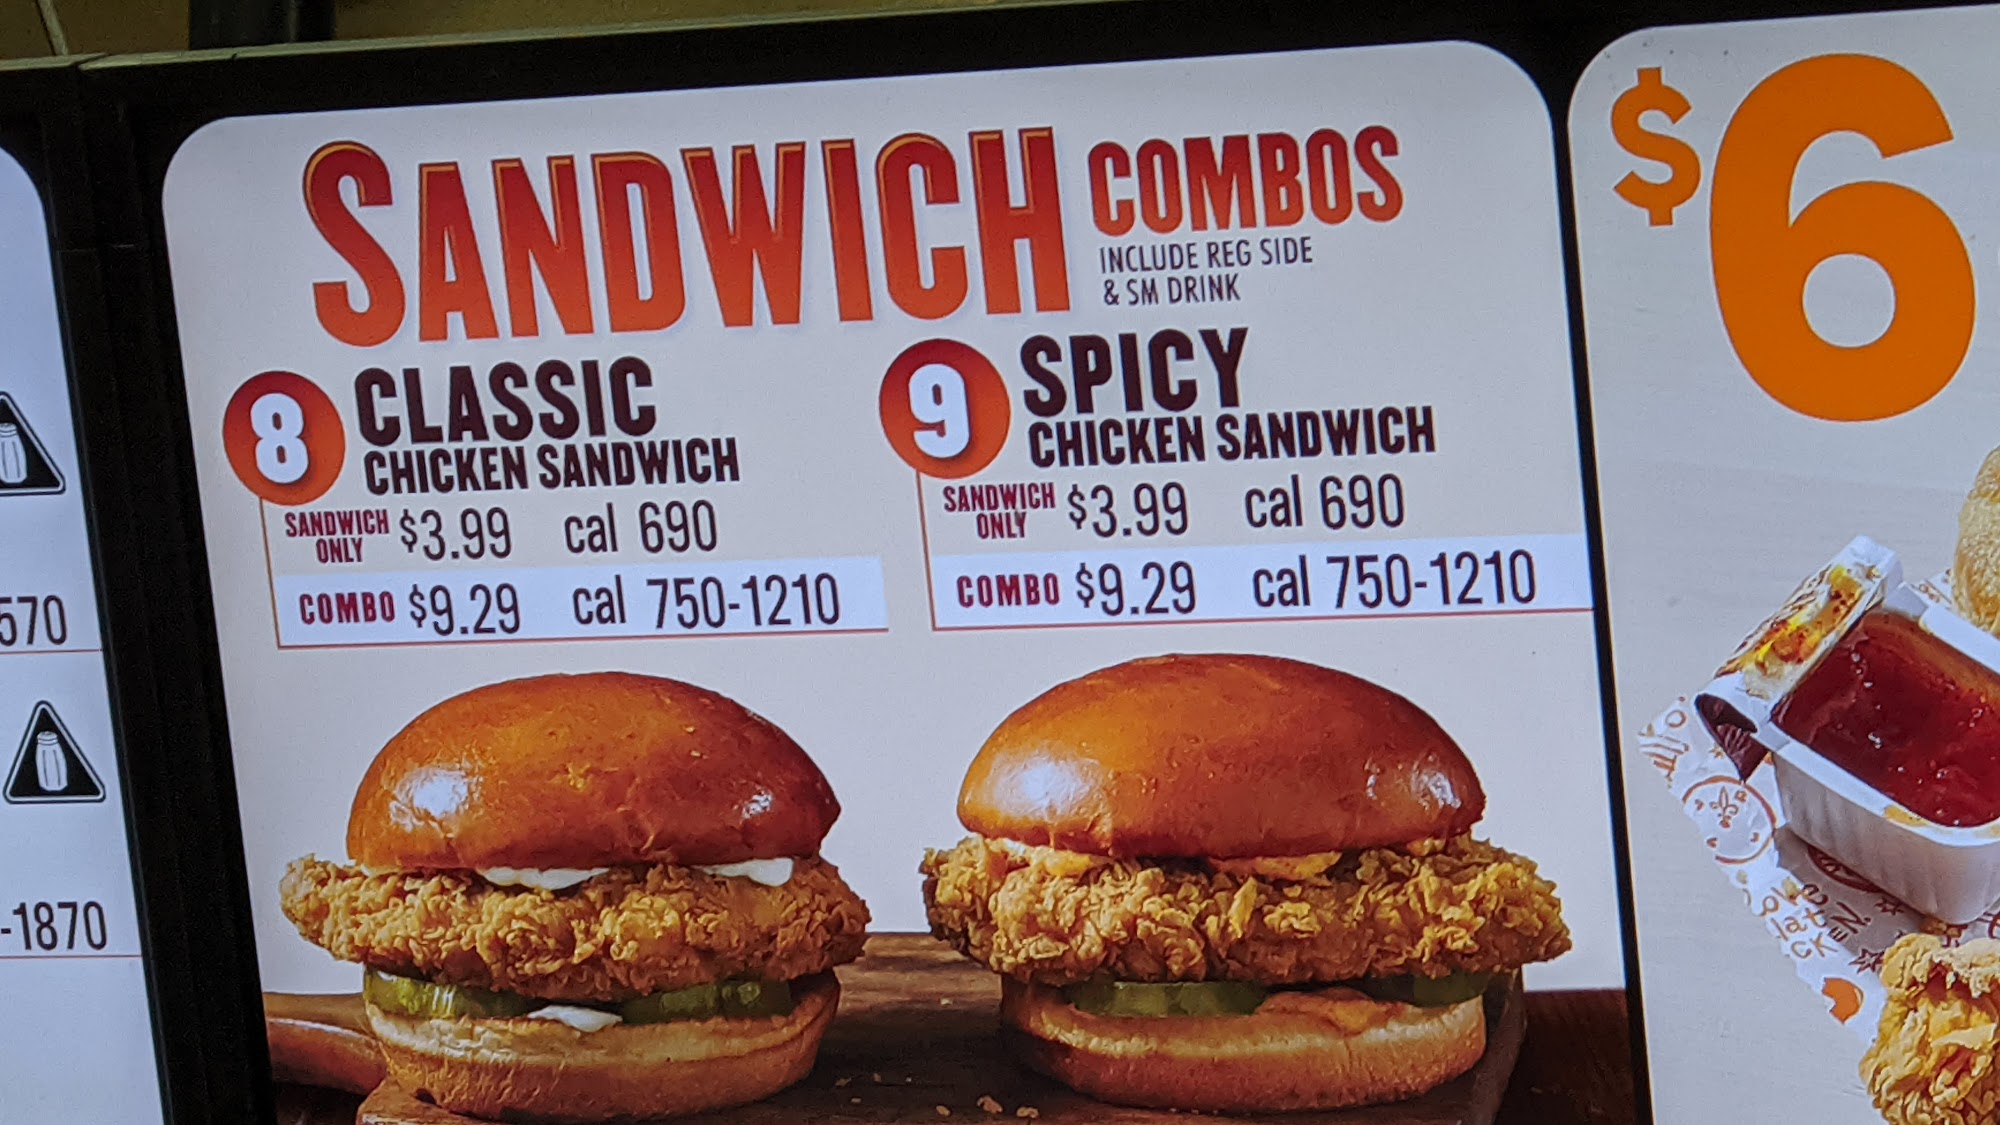 SANDWICH COMBOS
INCLUDE REG SIDE
& SM DRINK
8 CLASSIC
CHICKEN SANDWICH
SANDWICH ONLY $3.99 cal 690
COMBO $9.29 cal 750-1210
9 SPICY
CHICKEN SANDWICH
SANDWICH ONLY $3.99 cal 690
COMBO $9.29 cal 750-1210
570
-1870
$6